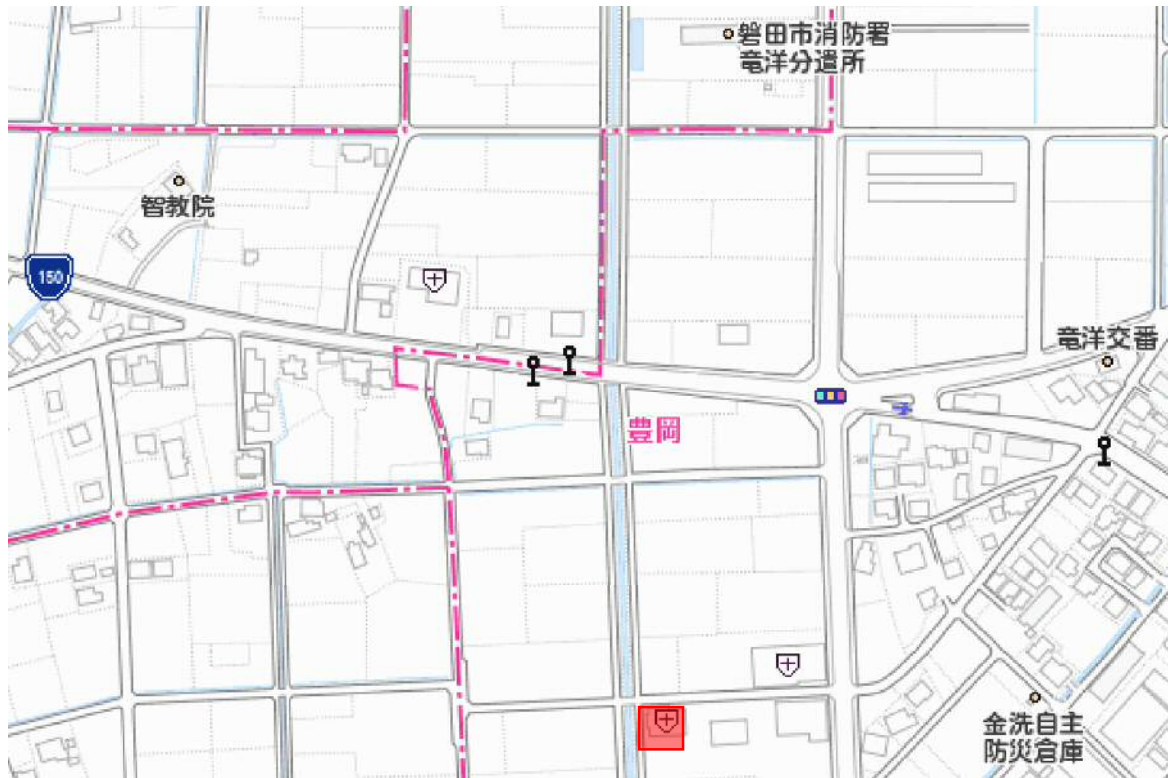 磐田市消防署
竜洋分遣所
智教院
150
竜洋交番
豊岡
金洗自主
防災倉庫